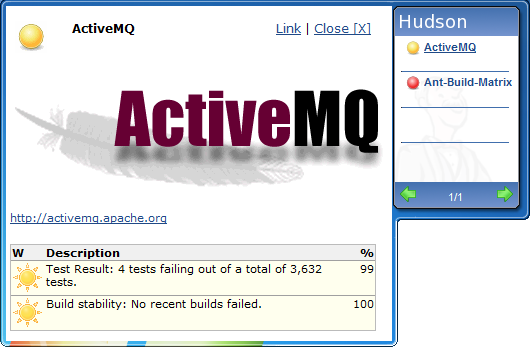 ActiveMQ
Link | Close [X]
ActiveMQ
http://activemq.apache.org
W Description %
Test Result: 4 tests failing out of a total of 3,632 99
tests.
Build stability: No recent builds failed. 100
Hudson
ActiveMQ
Ant-Build-Matrix
1/1